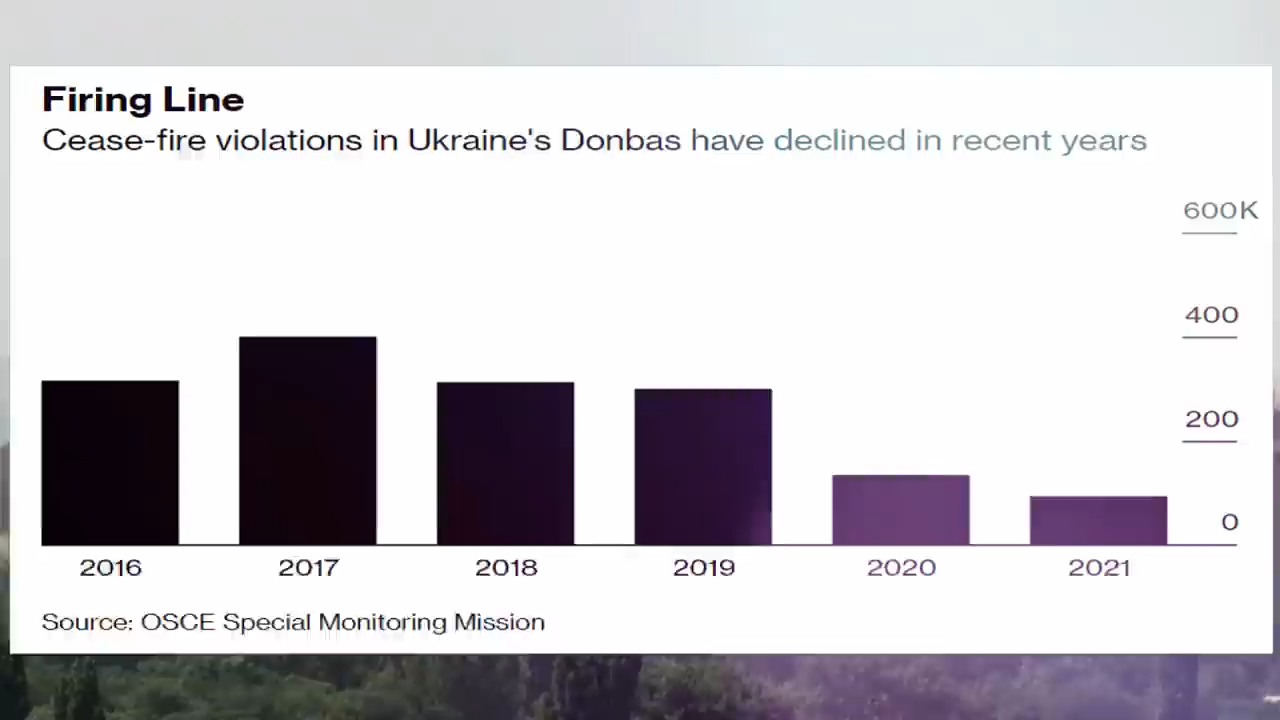 Firing Line
Cease-fire violations in Ukraine's Donbas have declined in recent years
600K
400
200
0
2016 2017 2018 2019 2020 2021
Source: OSCE Special Monitoring Mission